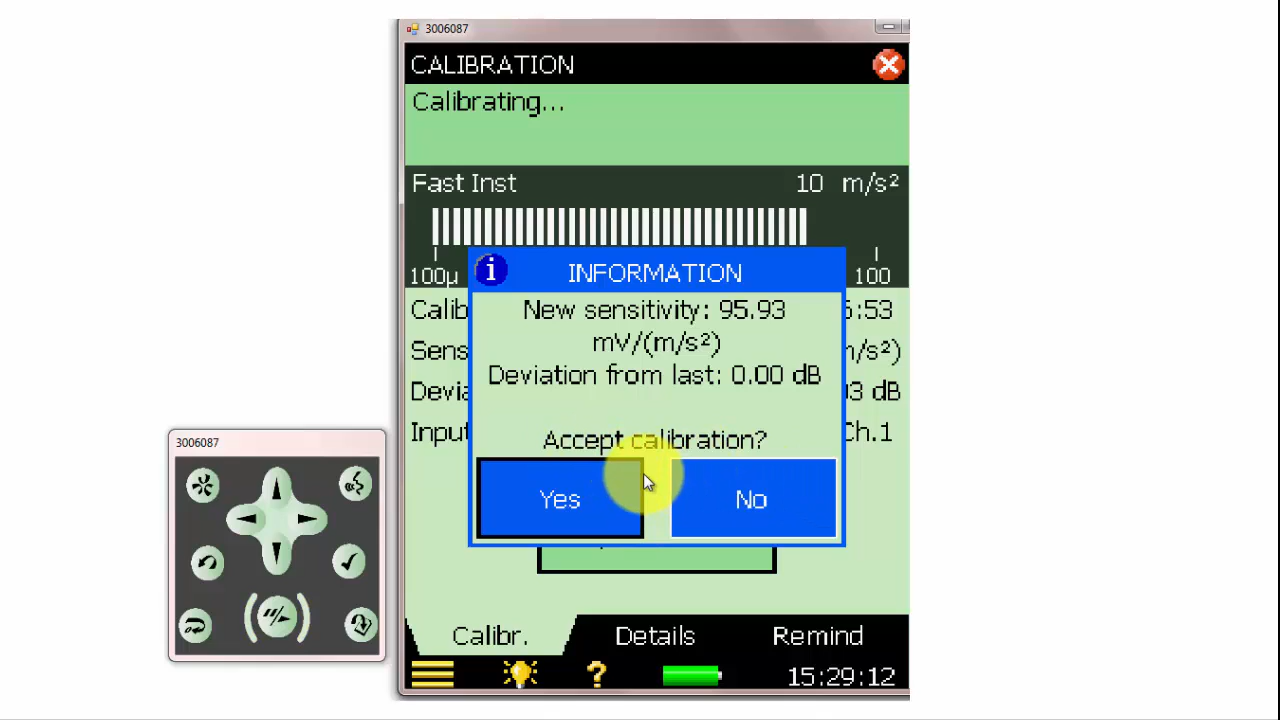 3006087
CALIBRATION
Calibrating...
Fast Inst 10 m/s²
100µ 100
INFORMATION
New sensitivity: 95.93
mV/(m/s²)
Deviation from last: 0.00 dB
Accept calibration?
Yes No
Calib :53
Sens /s²)
Devia 3 dB
Input Ch.1
3006087
Calibr. Details Remind
? 15:29:12